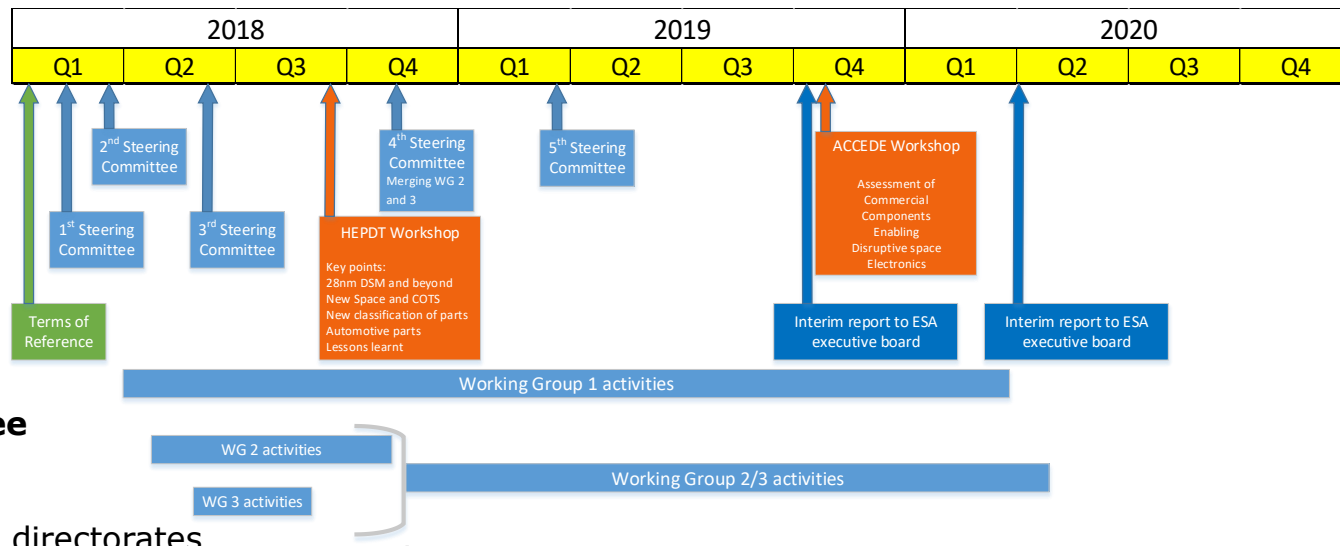 2018 2019 2020
Q1 Q2 Q3 Q4 Q1 Q2 Q3 Q4 Q1 Q2 Q3 Q4
2nd Steering
Committee
4th Steering
Committee
Merging WG 2
and 3
5th Steering
Committee
ACCEDE Workshop
Assessment of
Commercial
Components
Enabling
Disruptive space
Electronics
1st Steering
Committee
3rd Steering
Committee
HEPDT Workshop
Key points:
28nm DSM and beyond
New Space and COTS
New classification of parts
Automotive parts
Lessons learnt
Terms of
Reference
Interim report to ESA
executive board
Interim report to ESA
executive board
Working Group 1 activities
ee
WG 2 activities
Working Group 2/3 activities
WG 3 activities
directorates